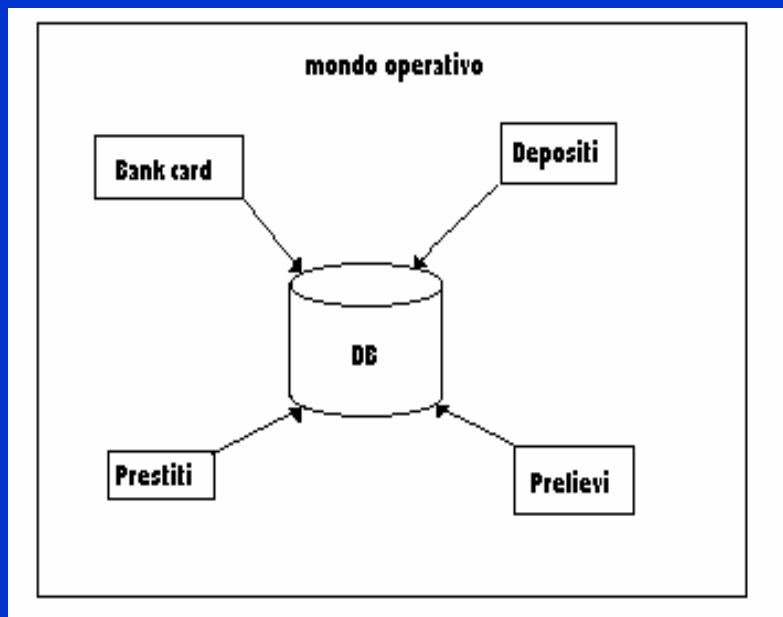 mondo operativo
Bank card
Depositi
DB
Prestiti
Prelievi